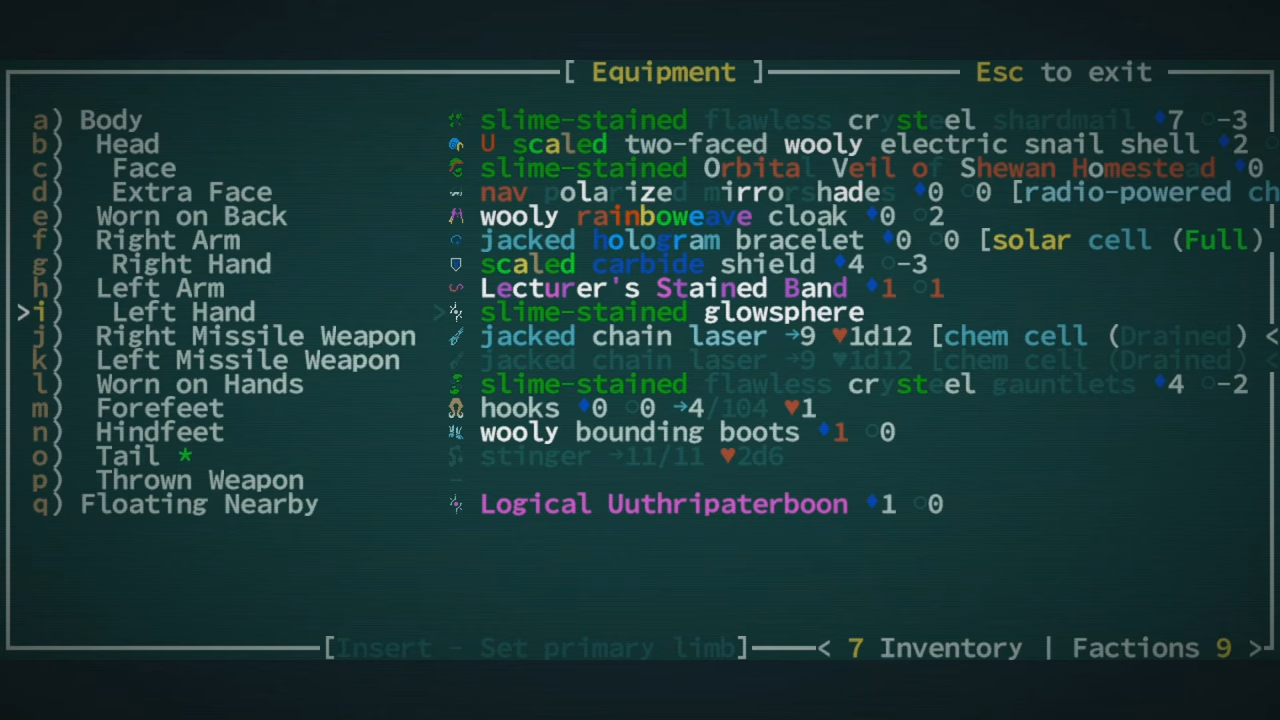 [ Equipment ] Esc to exit
a) Body slime-stained flawless crysteel shardmail ♦7 ○-3
b) Head U scaled two-faced wooly electric snail shell ♦2
c) Face slime-stained Orbital Veil of Shewan Homestead ♦0
d) Extra Face nav polarized mirrorshades ♦0 ○0 [radio-powered ch
e) Worn on Back wooly rainboweave cloak ♦0 ○2
f) Right Arm jacked hologram bracelet ♦0 ○0 [solar cell (Full)
g) Right Hand scaled carbide shield ♦4 ○-3
h) Left Arm Lecturer's Stained Band ♦1 ○1
>i) Left Hand > slime-stained glowsphere
j) Right Missile Weapon jacked chain laser →9 ♥1d12 [chem cell (Drained) <
k) Left Missile Weapon jacked chain laser →9 ♥1d12 [chem cell (Drained) <
l) Worn on Hands slime-stained flawless crysteel gauntlets ♦4 ○-2
m) Forefeet hooks ♦0 ○0 →4/104 ♥1
n) Hindfeet wooly bounding boots ♦1 ○0
o) Tail * stinger →11/11 ♥2d6
p) Thrown Weapon -
q) Floating Nearby Logical Uuthripaterboon ♦1 ○0
[Insert - Set primary limb] < 7 Inventory | Factions 9 >